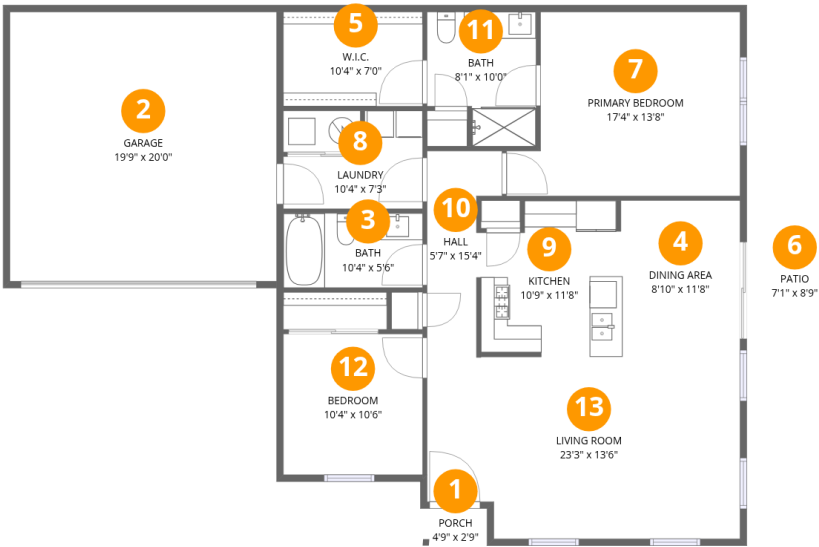 5
W.I.C.
10'4" x 7'0"
11
BATH
8'1" x 10'0"
7
PRIMARY BEDROOM
17'4" x 13'8"
2
GARAGE
19'9" x 20'0"
8
LAUNDRY
10'4" x 7'3"
3
BATH
10'4" x 5'6"
10
HALL
5'7" x 15'4"
9
KITCHEN
10'9" x 11'8"
4
DINING AREA
8'10" x 11'8"
6
PATIO
7'1" x 8'9"
12
BEDROOM
10'4" x 10'6"
13
LIVING ROOM
23'3" x 13'6"
1
PORCH
4'9" x 2'9"